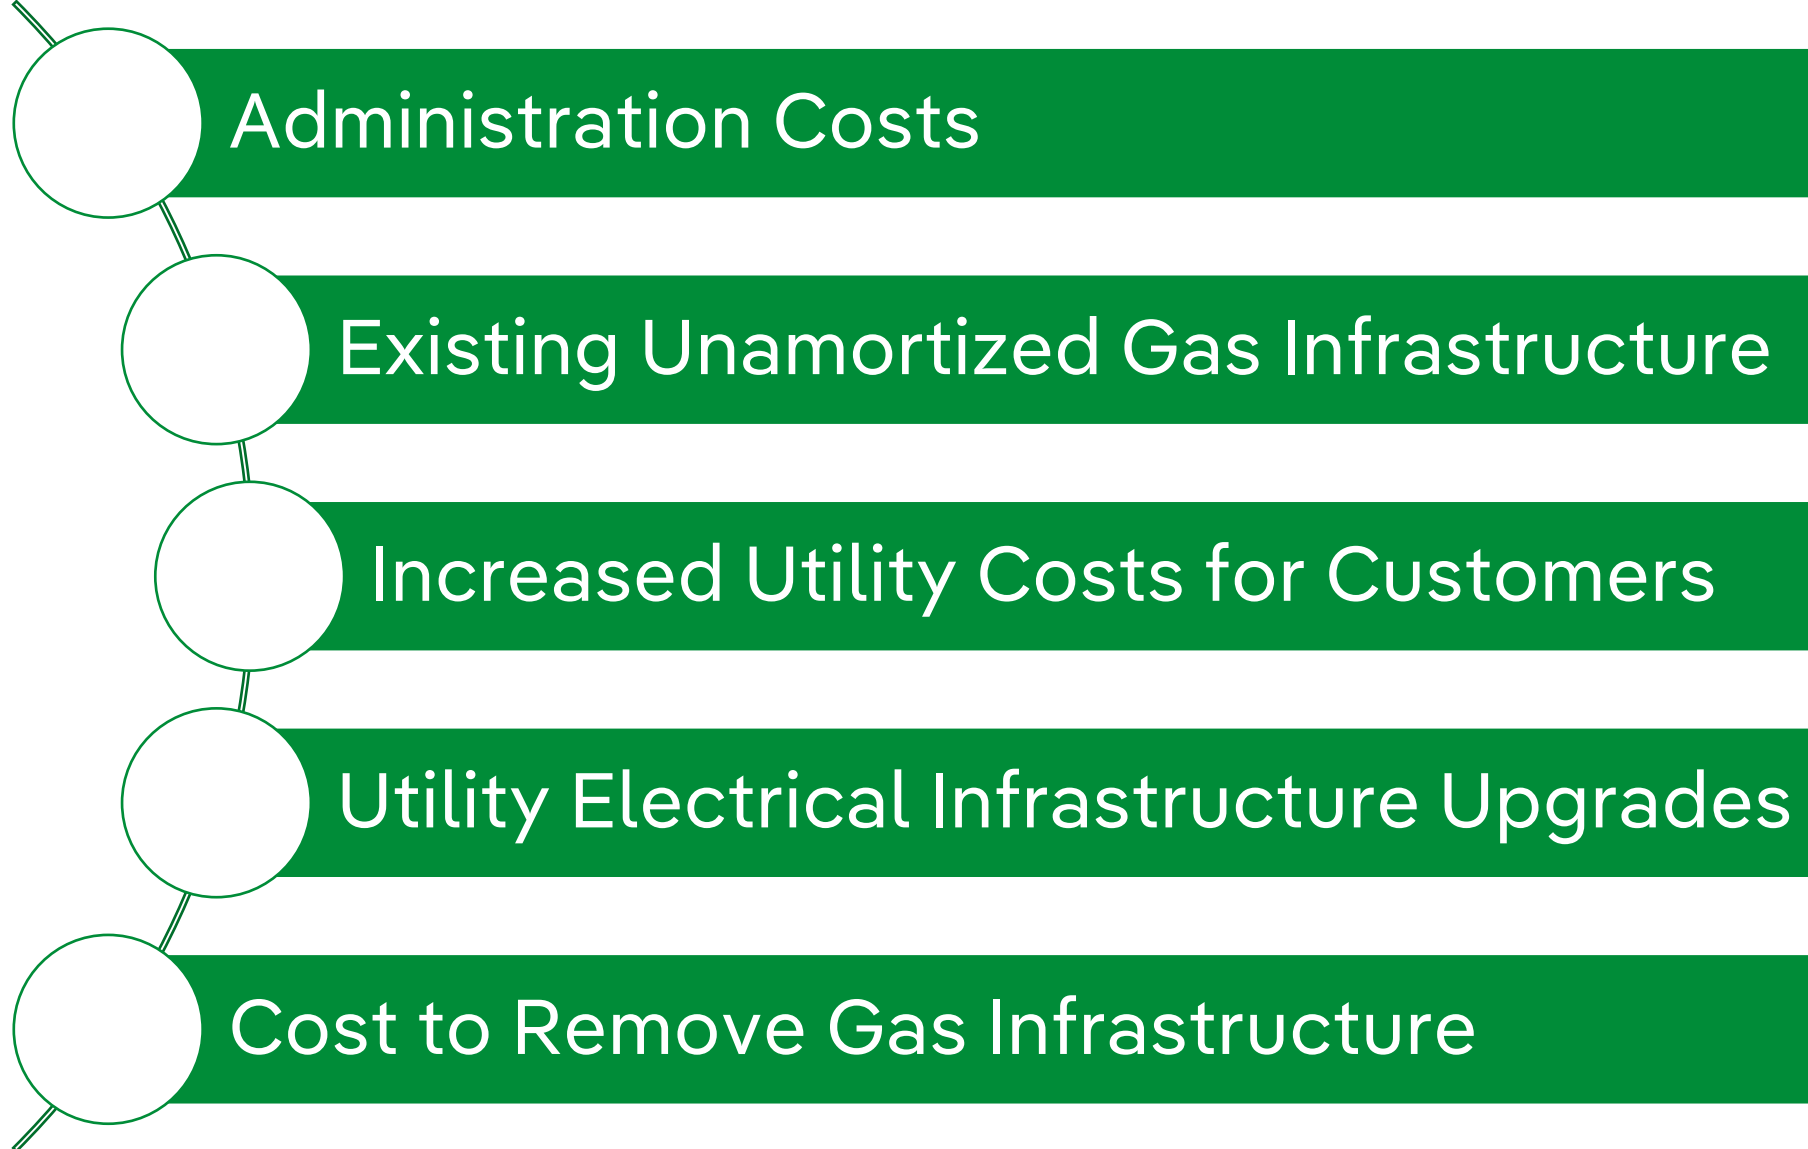 Administration Costs
Existing Unamortized Gas Infrastructure
Increased Utility Costs for Customers
Utility Electrical Infrastructure Upgrades
Cost to Remove Gas Infrastructure